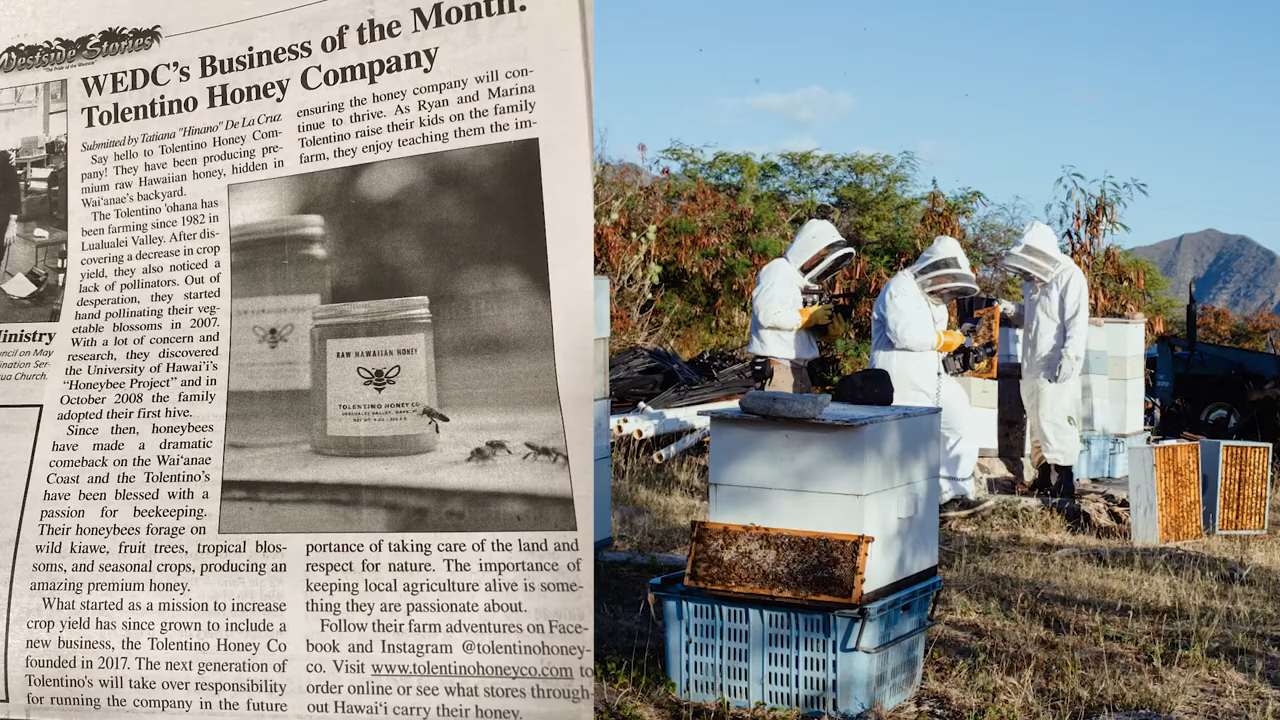 Westside Stories
"The Pride of the Waianae"
WEDC's Business of the Month:
Tolentino Honey Company
Submitted by Tatiana "Hinano" De La Cruz
Say hello to Tolentino Honey Com-
pany! They have been producing pre-
mium raw Hawaiian honey, hidden in
Wai'anae's backyard.
The Tolentino 'ohana has
been farming since 1982 in
Lualualei Valley. After dis-
covering a decrease in crop
yield, they also noticed a
lack of pollinators. Out of
desperation, they started
hand pollinating their veg-
etable blossoms in 2007.
With a lot of concern and
research, they discovered
the University of Hawai'i's
"Honeybee Project" and in
October 2008 the family
adopted their first hive.
Since then, honeybees
have made a dramatic
comeback on the Wai'anae
Coast and the Tolentino's
have been blessed with a
passion for beekeeping.
Their honeybees forage on
wild kiawe, fruit trees, tropical blos-
soms, and seasonal crops, producing an
amazing premium honey.
What started as a mission to increase
crop yield has since grown to include a
new business, the Tolentino Honey Co
founded in 2017. The next generation of
Tolentino's will take over responsibility
for running the company in the future
ensuring the honey company will con-
tinue to thrive. As Ryan and Marina
Tolentino raise their kids on the family
farm, they enjoy teaching them the im-
RAW HAWAIIAN HONEY
TOLENTINO HONEY CO
portance of taking care of the land and
respect for nature. The importance of
keeping local agriculture alive is some-
thing they are passionate about.
Follow their farm adventures on Face-
book and Instagram @tolentinohoney-
co. Visit www.tolentinohoneyco.com to
order online or see what stores through-
out Hawai'i carry their honey.
Ministry
uncil on May
ination Ser-
ua Church,